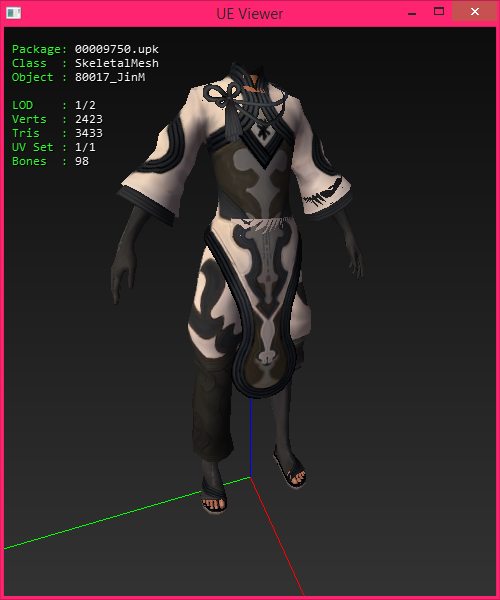 UE Viewer
Package: 00009750.upk
Class  : SkeletalMesh
Object : 80017_JinM
LOD    : 1/2
Verts  : 2423
Tris   : 3433
UV Set : 1/1
Bones  : 98